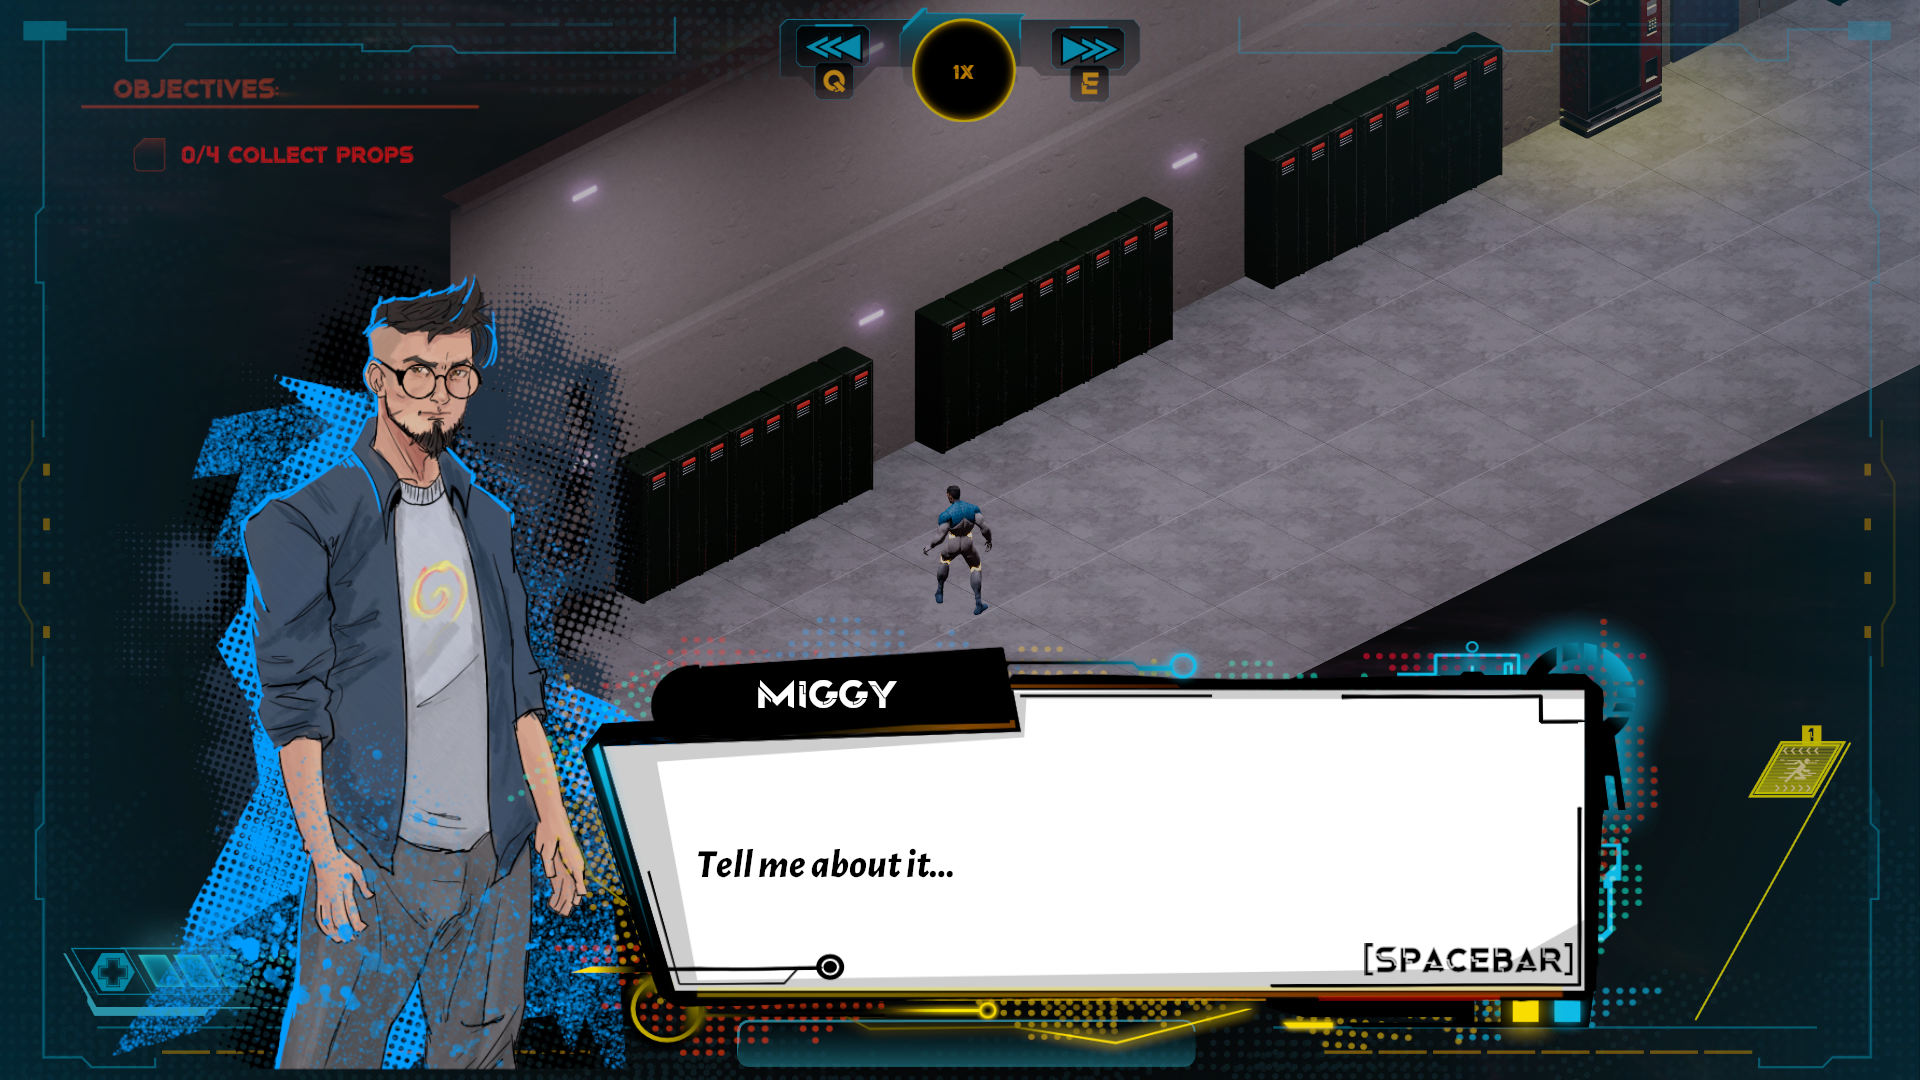 OBJECTIVES:
0/4 COLLECT PROPS
Q
1X
E
MIGGY
Tell me about it...
[SPACEBAR]
1